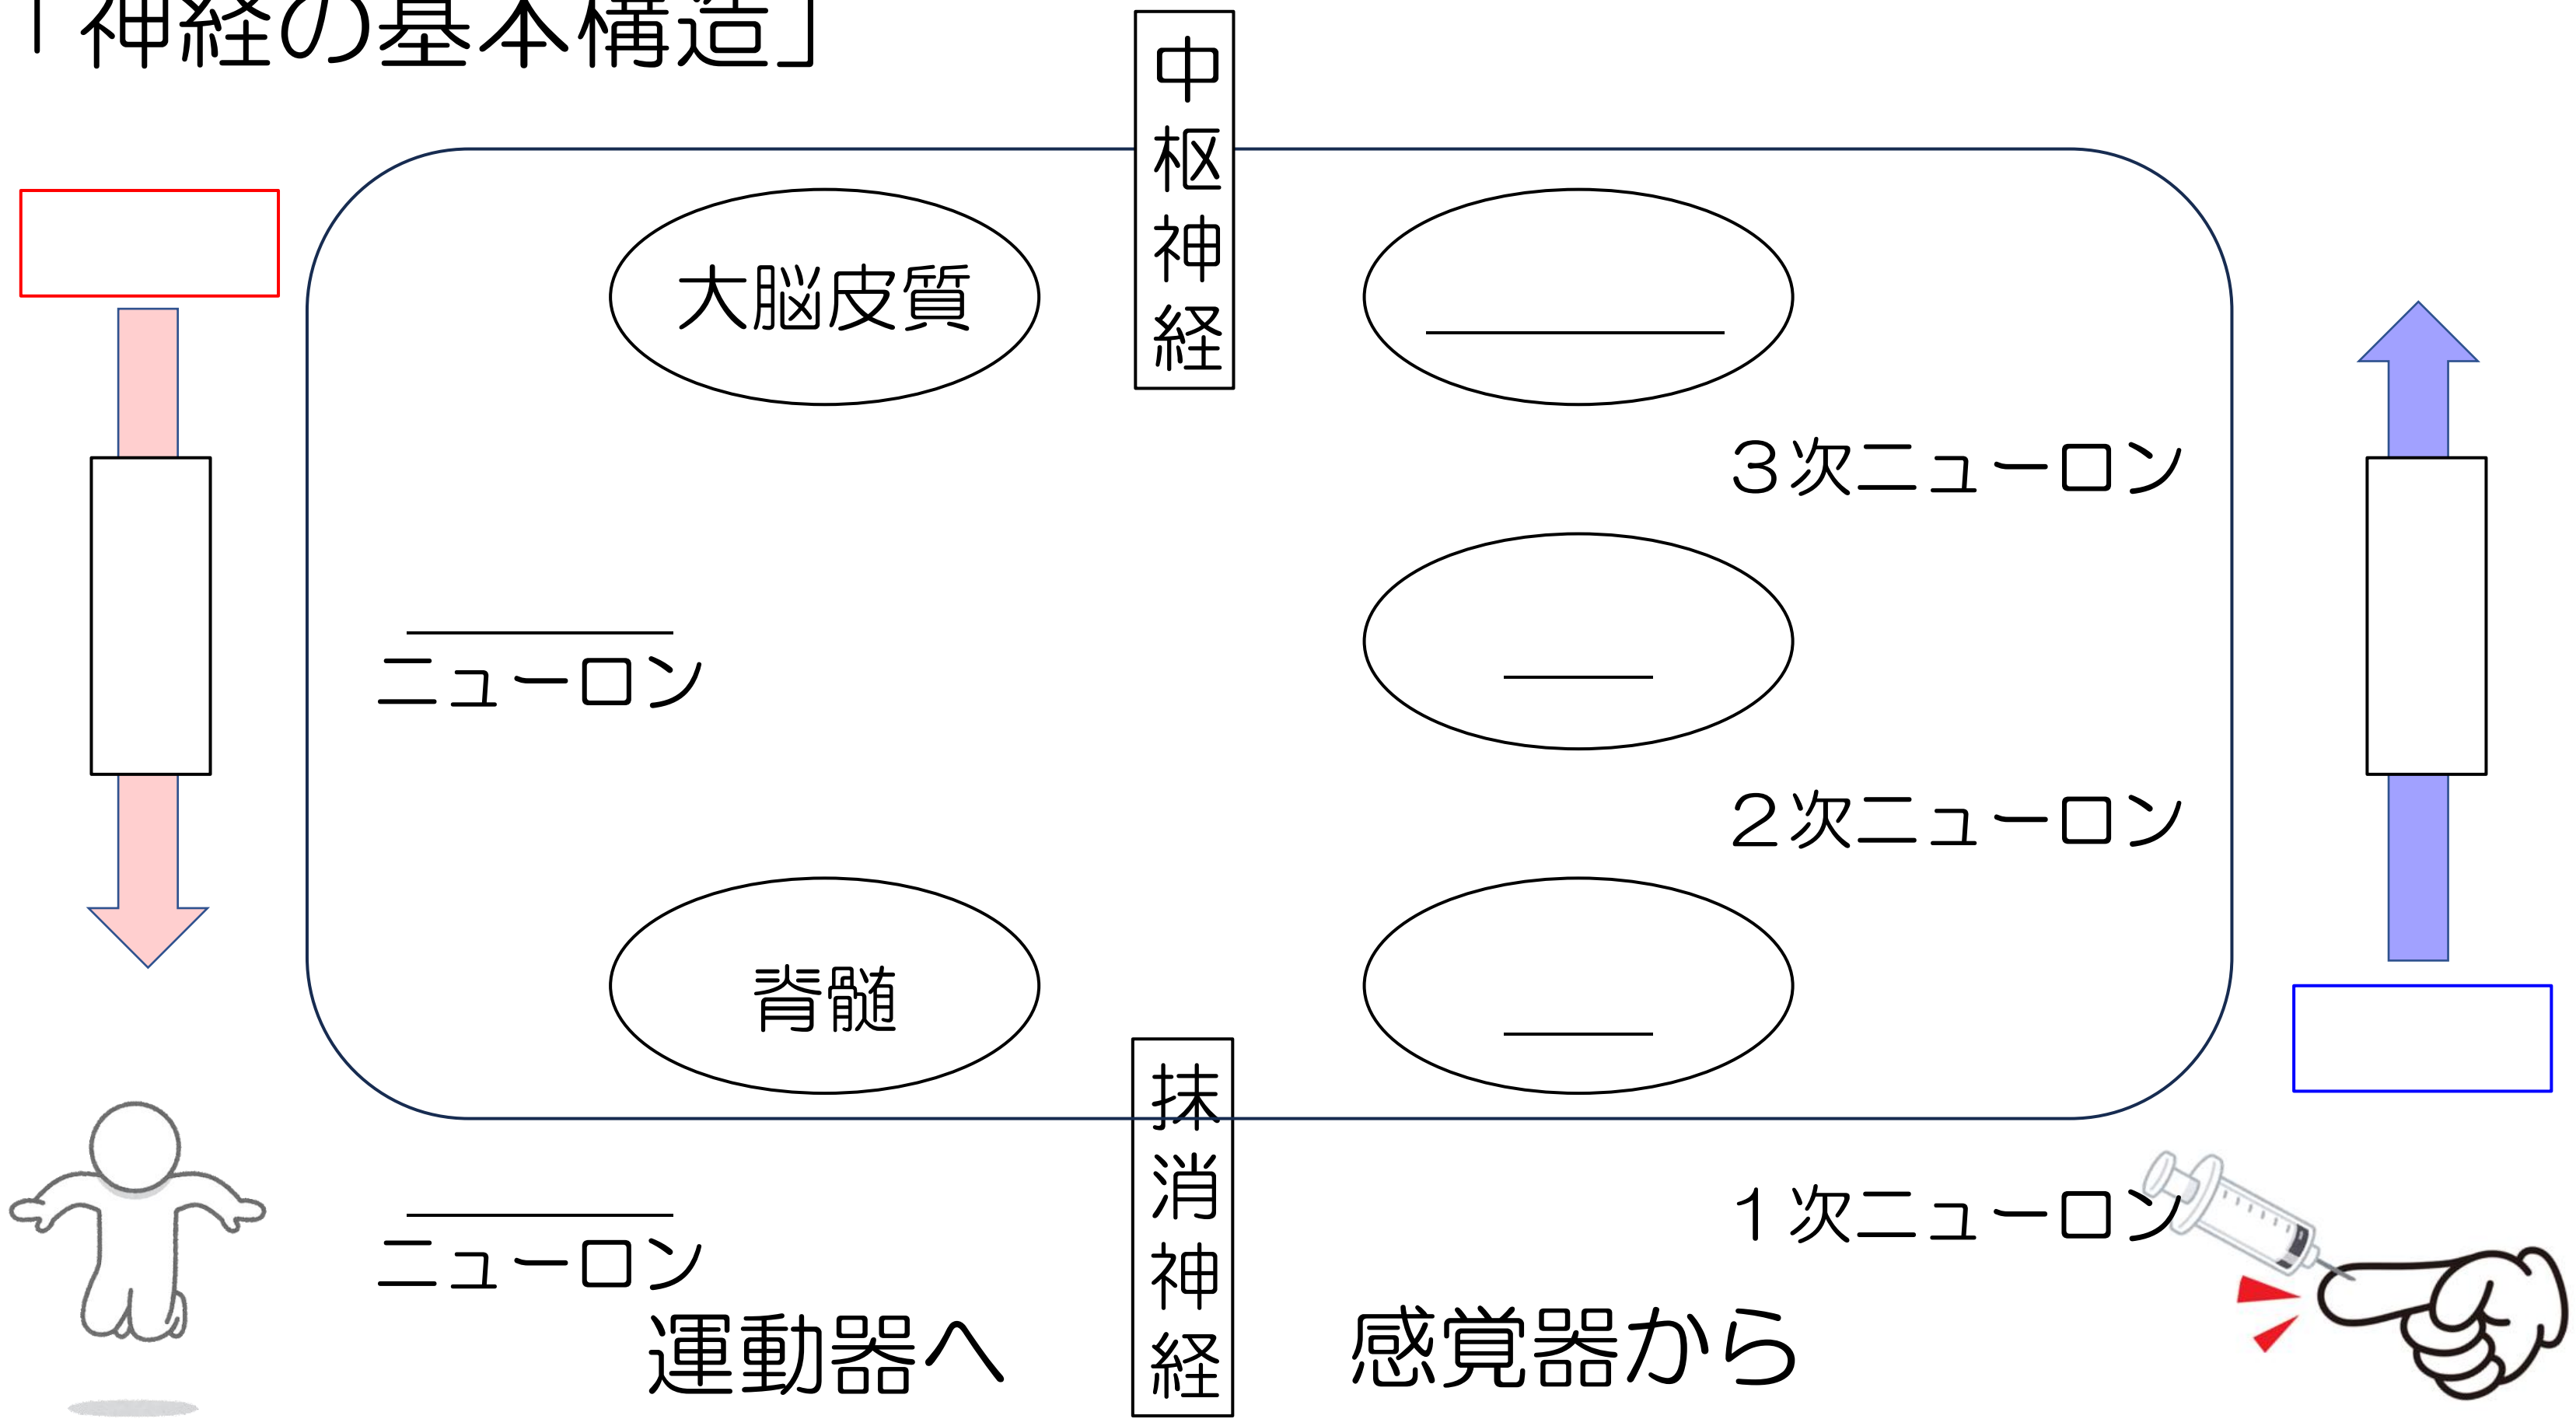 「神経の基本構造」
中枢神経
大脳皮質
3次ニューロン
ニューロン
2次ニューロン
脊髄
抹消神経
1次ニューロン
ニューロン
運動器へ
感覚器から